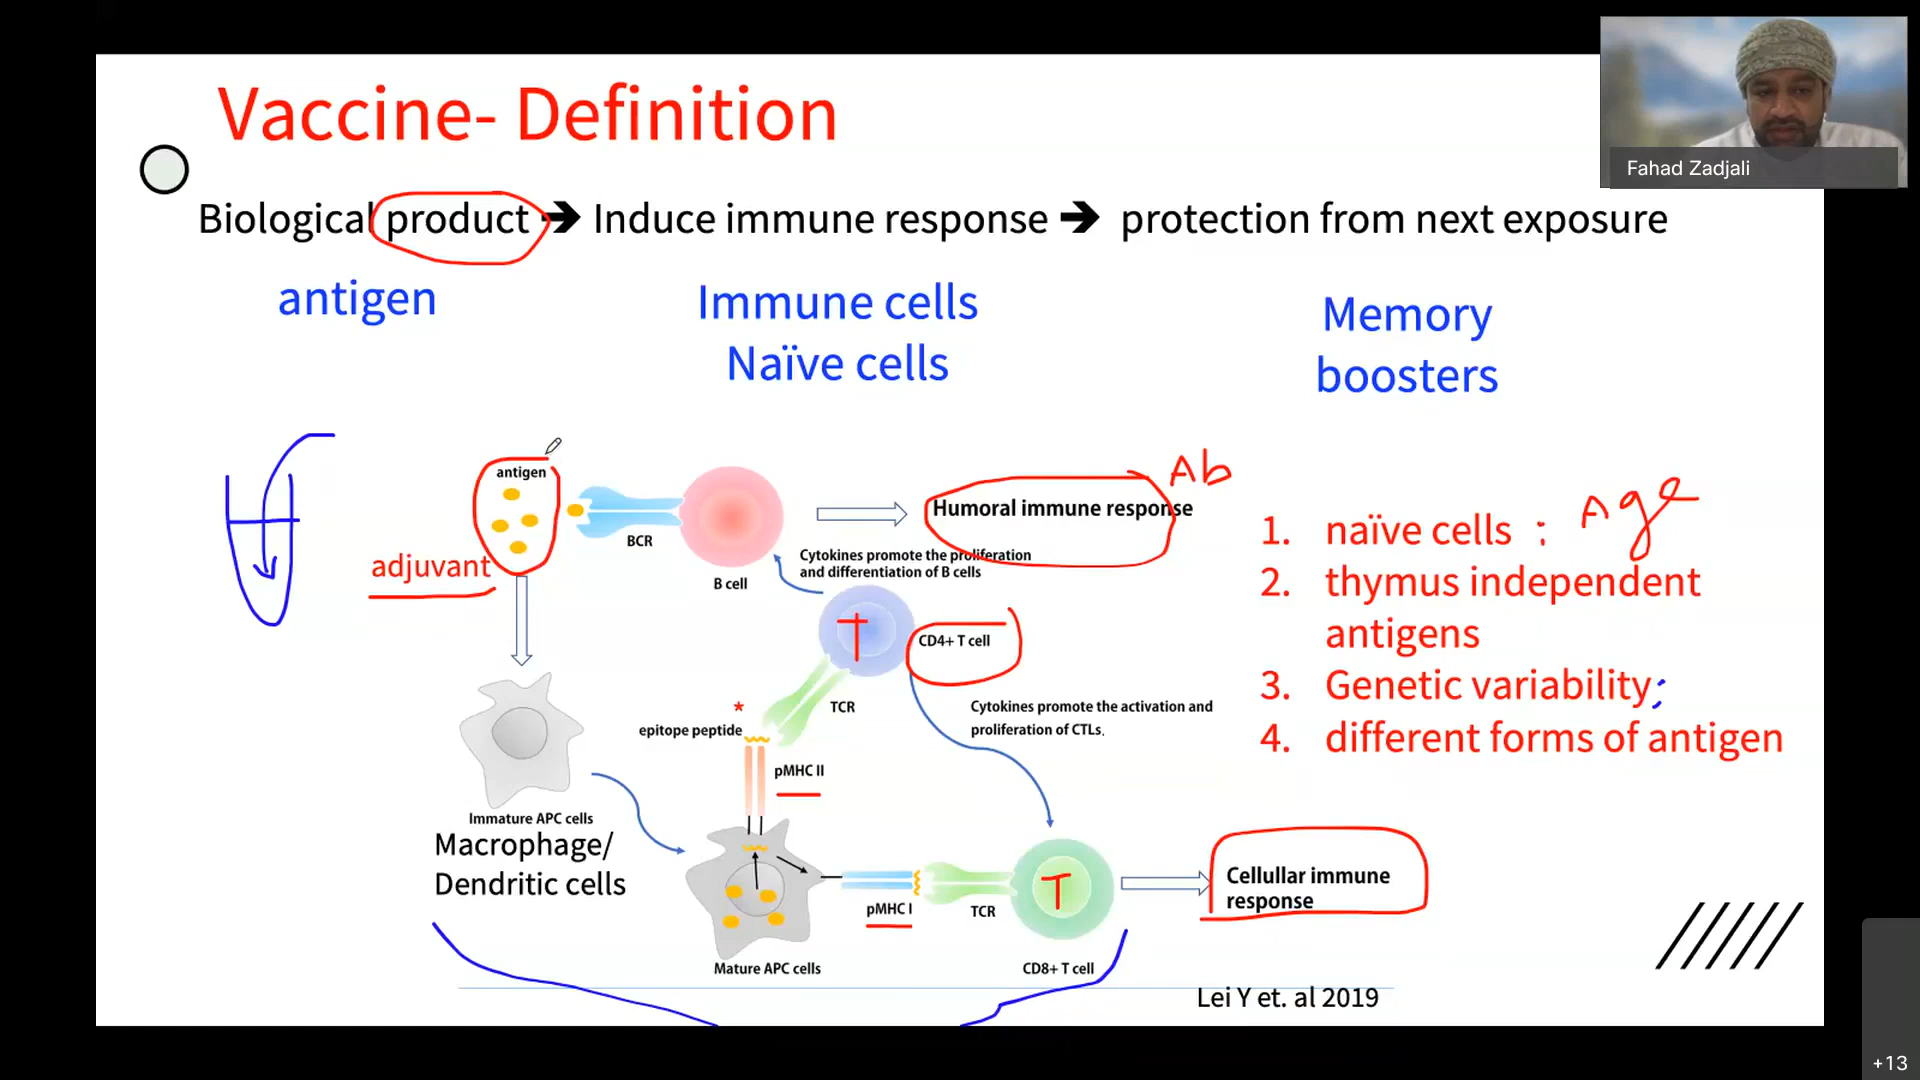 Vaccine- Definition
Fahad Zadjali
Biological product ➔ Induce immune response ➔ protection from next exposure
antigen
Immune cells
Naïve cells
Memory
boosters
antigen
adjuvant
BCR
B cell
Humoral immune response
Ab
Cytokines promote the proliferation
and differentiation of B cells
T
CD4+ T cell
TCR
*
epitope peptide
pMHC II
Cytokines promote the activation and
proliferation of CTLs.
Immature APC cells
Macrophage/
Dendritic cells
Mature APC cells
pMHC I
TCR
T
CD8+ T cell
Cellullar immune
response
1. naïve cells : Age
2. thymus independent
antigens
3. Genetic variability;
4. different forms of antigen
Lei Y et. al 2019
+13